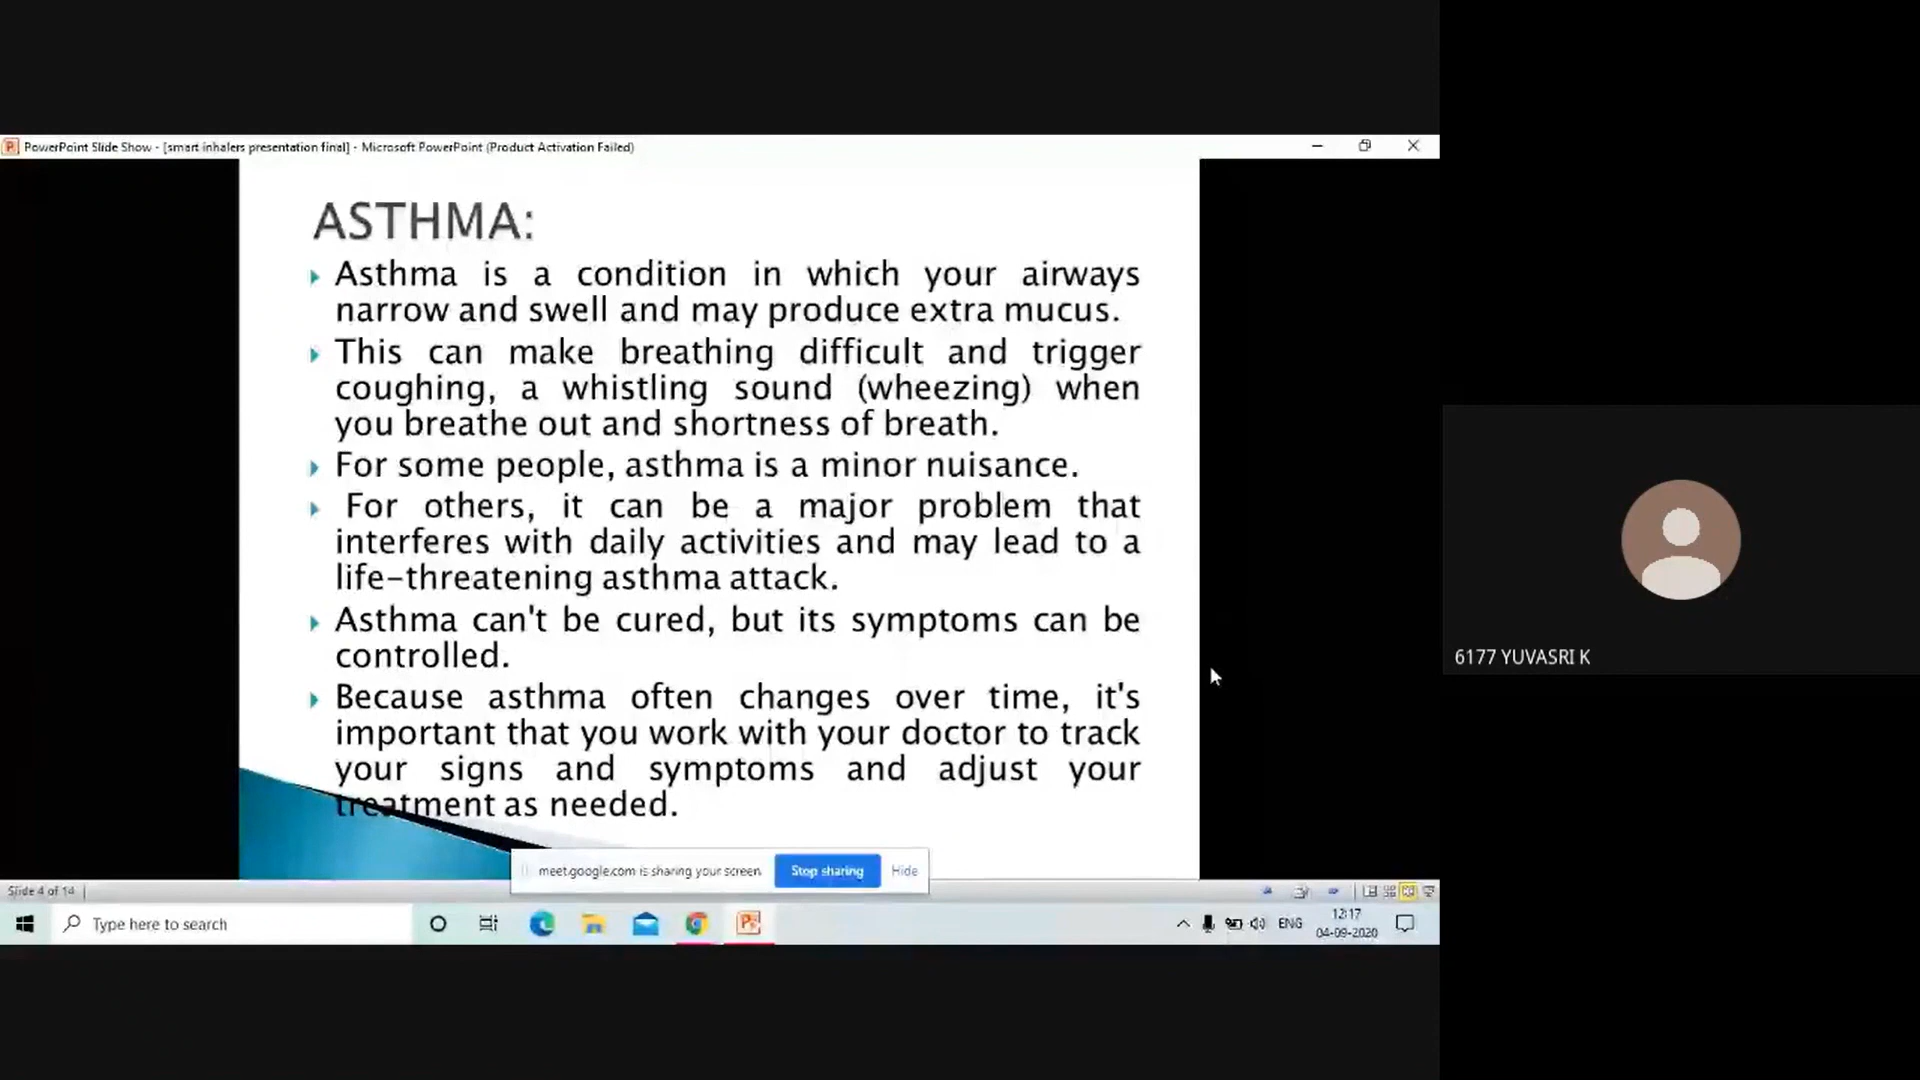 PowerPoint Slide Show - [smart inhalers presentation final] - Microsoft PowerPoint (Product Activation Failed)
ASTHMA:
Asthma is a condition in which your airways
narrow and swell and may produce extra mucus.
This can make breathing difficult and trigger
coughing, a whistling sound (wheezing) when
you breathe out and shortness of breath.
For some people, asthma is a minor nuisance.
For others, it can be a major problem that
interferes with daily activities and may lead to a
life-threatening asthma attack.
Asthma can't be cured, but its symptoms can be
controlled.
Because asthma often changes over time, it's
important that you work with your doctor to track
your signs and symptoms and adjust your
treatment as needed.
6177 YUVASRI K
meet.google.com is sharing your screen
Stop sharing
Hide
Slide 4 of 14
Type here to search
ENG
12:17
04-09-2020